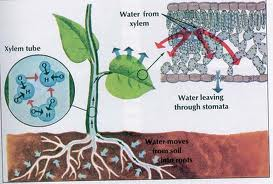 Water from
xylem
Xylem tube
Water leaving
through stomata
Water moves
from soil
into roots